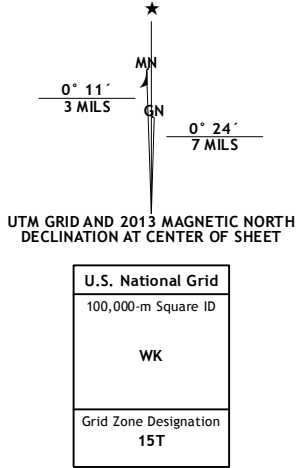 MN
0° 11´
3 MILS
GN
0° 24´
7 MILS
UTM GRID AND 2013 MAGNETIC NORTH
DECLINATION AT CENTER OF SHEET
U.S. National Grid
100,000-m Square ID
WK
Grid Zone Designation
15T